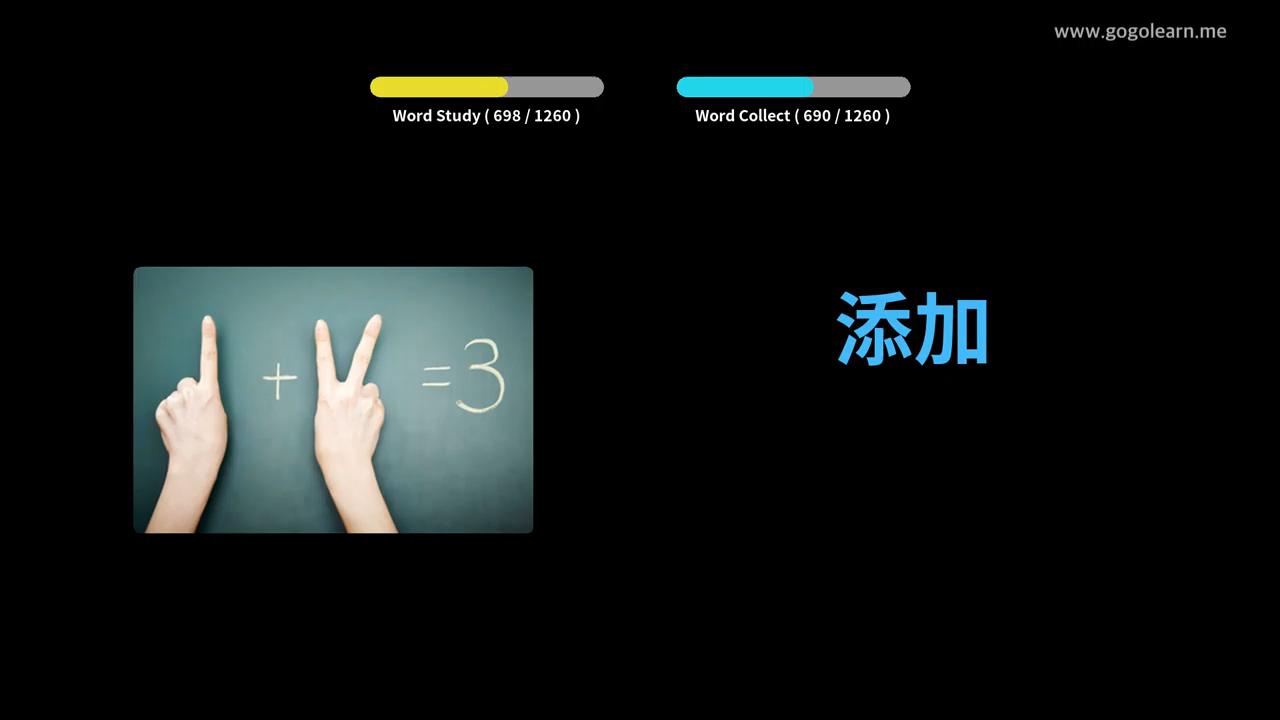 www.gogolearn.me
Word Study ( 698 / 1260 )
Word Collect ( 690 / 1260 )
+ = 3
添加